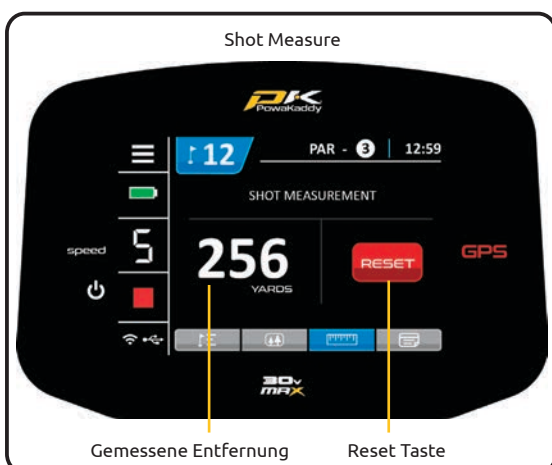 Shot Measure
PK
PowaKaddy
12 PAR - 3 12:59
SHOT MEASUREMENT
speed 5 256 RESET GPS
YARDS
30v
MAX
Gemessene Entfernung Reset Taste